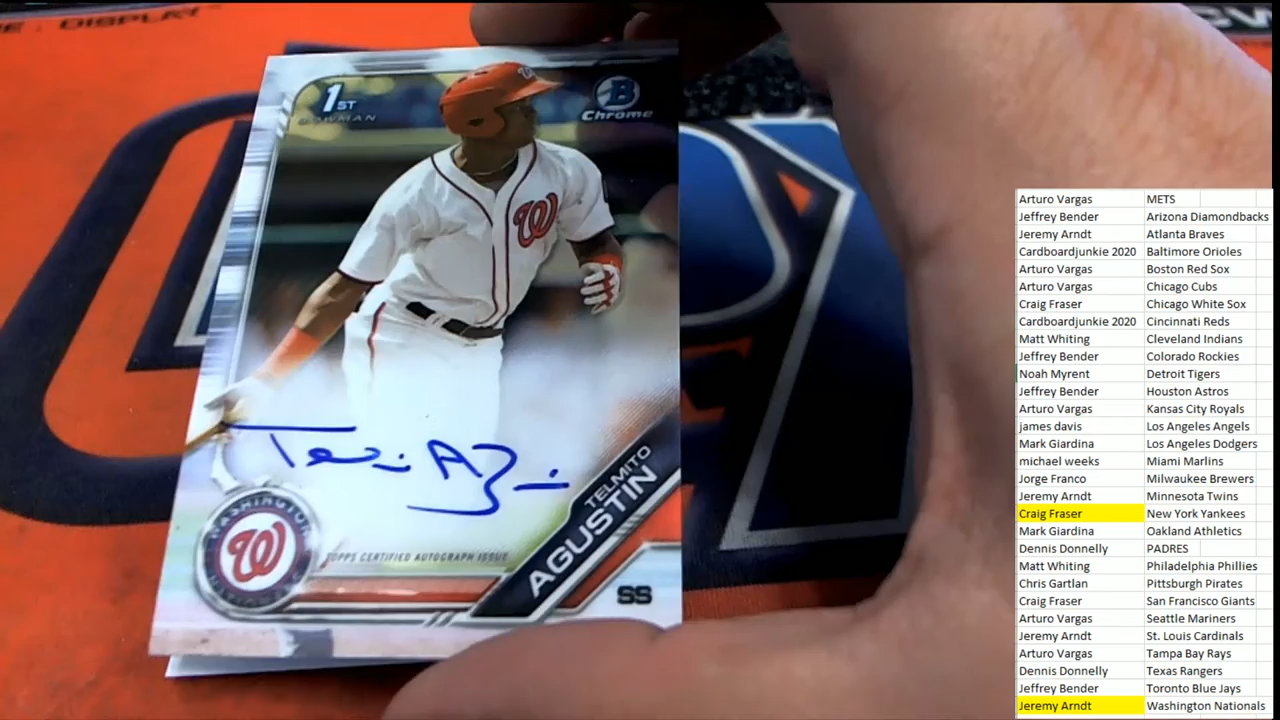 DISPLAY
1ST
BOWMAN
B
Chrome
W
W
TELMITO
AGUSTIN
WASHINGTON
W
TOPPS CERTIFIED AUTOGRAPH ISSUE
SS
Arturo Vargas METS
Jeffrey Bender Arizona Diamondbacks
Jeremy Arndt Atlanta Braves
Cardboardjunkie 2020 Baltimore Orioles
Arturo Vargas Boston Red Sox
Arturo Vargas Chicago Cubs
Craig Fraser Chicago White Sox
Cardboardjunkie 2020 Cincinnati Reds
Matt Whiting Cleveland Indians
Jeffrey Bender Colorado Rockies
Noah Myrent Detroit Tigers
Jeffrey Bender Houston Astros
Arturo Vargas Kansas City Royals
james davis Los Angeles Angels
Mark Giardina Los Angeles Dodgers
michael weeks Miami Marlins
Jorge Franco Milwaukee Brewers
Jeremy Arndt Minnesota Twins
Craig Fraser New York Yankees
Mark Giardina Oakland Athletics
Dennis Donnelly PADRES
Matt Whiting Philadelphia Phillies
Chris Gartlan Pittsburgh Pirates
Craig Fraser San Francisco Giants
Arturo Vargas Seattle Mariners
Jeremy Arndt St. Louis Cardinals
Arturo Vargas Tampa Bay Rays
Dennis Donnelly Texas Rangers
Jeffrey Bender Toronto Blue Jays
Jeremy Arndt Washington Nationals